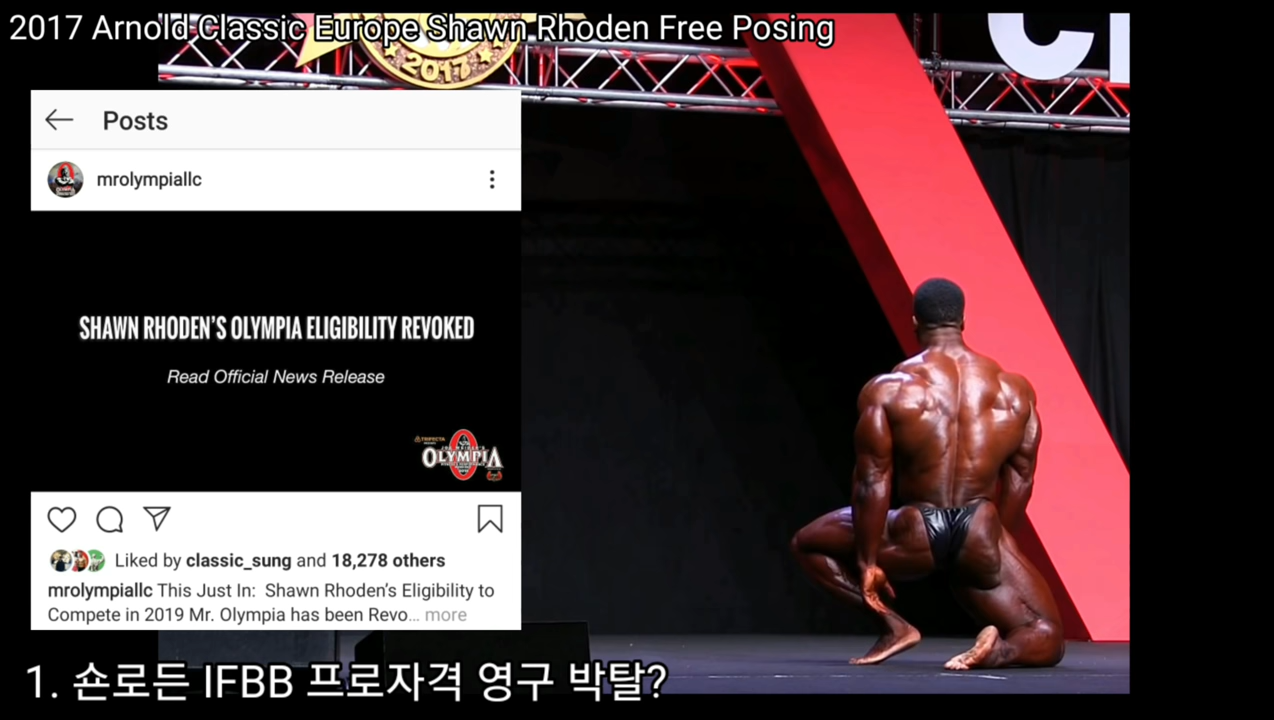 2017 Arnold Classic Europe Shawn Rhoden Free Posing
2017
CL
Posts
mrolympiallc
SHAWN RHODEN'S OLYMPIA ELIGIBILITY REVOKED
Read Official News Release
TRIFECTA
OLYMPIA
Liked by classic_sung and 18,278 others
mrolympiallc This Just In: Shawn Rhoden's Eligibility to
Compete in 2019 Mr. Olympia has been Revo... more
1. 숀로든 IFBB 프로자격 영구 박탈?